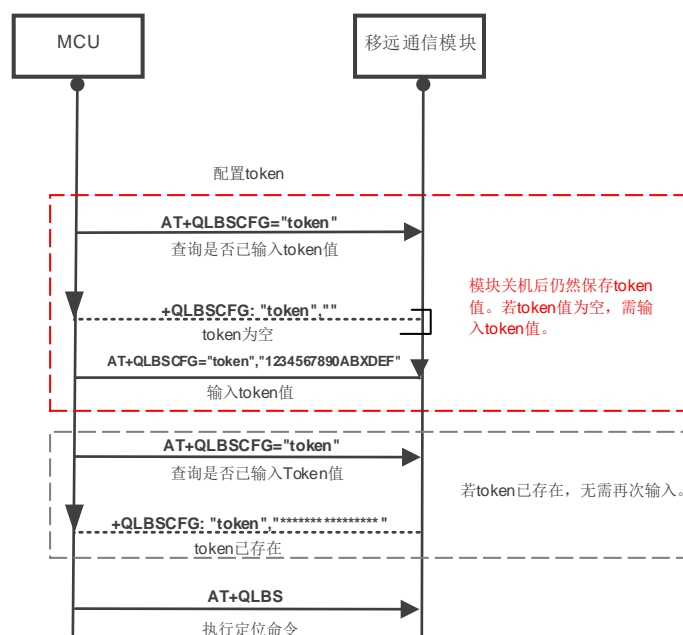 MCU
移远通信模块
配置token
AT+QLBSCFG="token"
查询是否已输入token值
模块关机后仍然保存token
值。若token值为空，需输
入token值。
+QLBSCFG: "token",""
token为空
AT+QLBSCFG="token","1234567890ABXDEF"
输入token值
AT+QLBSCFG="token"
查询是否已输入Token值
若token已存在，无需再次输入。
+QLBSCFG: "token","****************"
token已存在
AT+QLBS
执行定位命令